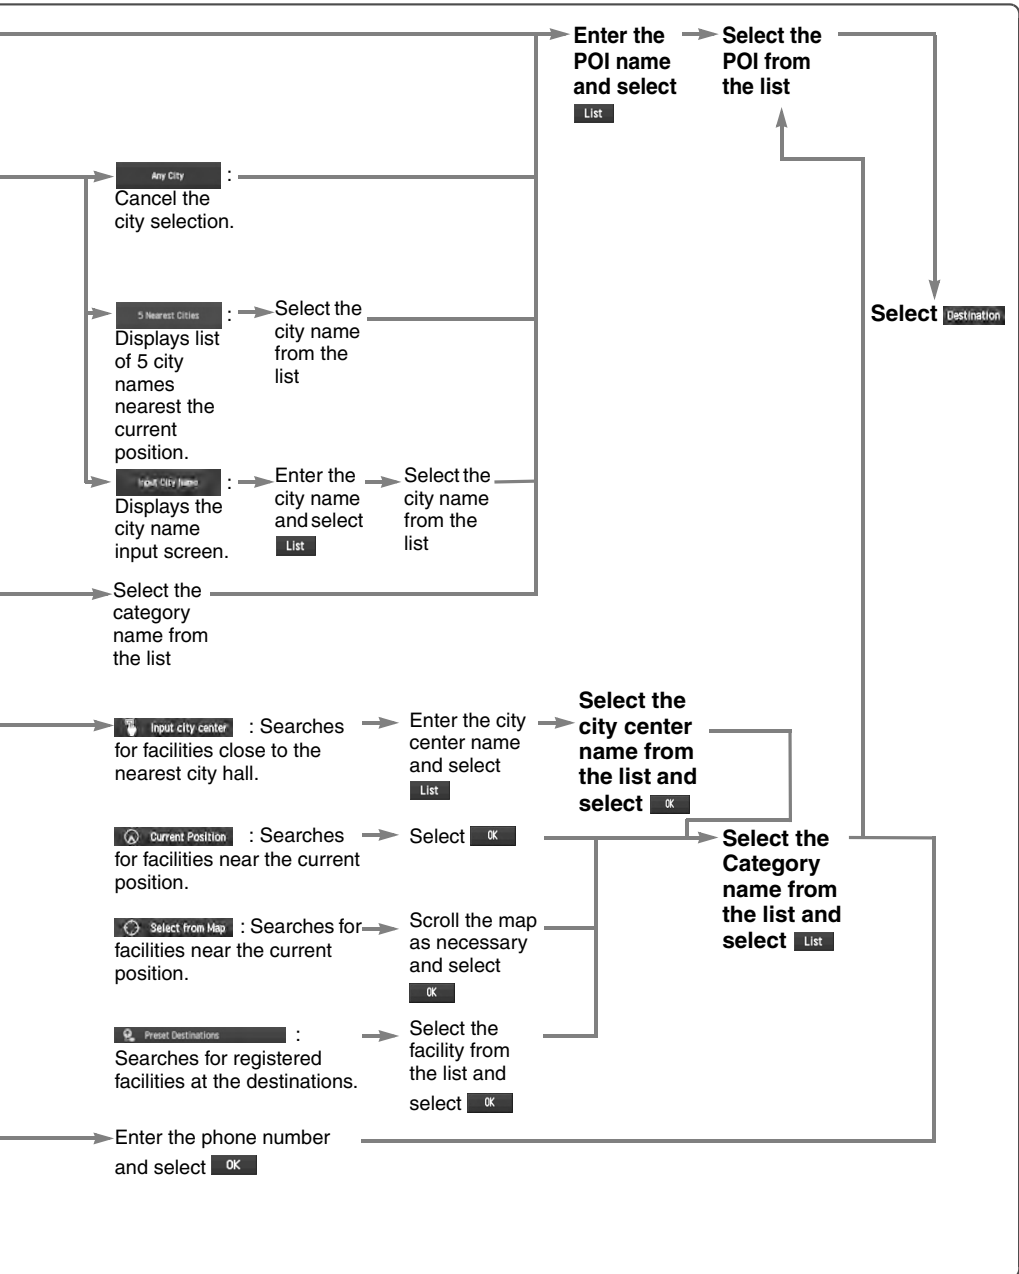 Enter the
POI name
and select
List
Select the
POI from
the list
Any City :
Cancel the
city selection.
5 Nearest Cities :
Displays list
of 5 city
names
nearest the
current
position.
Select the
city name
from the
list
Select Destination
Input City Name :
Displays the
city name
input screen.
Enter the
city name
and select
List
Select the
city name
from the
list
Select the
category
name from
the list
Input city center : Searches
for facilities close to the
nearest city hall.
Enter the city
center name
and select
List
Select the
city center
name from
the list and
select OK
Current Position : Searches
for facilities near the current
position.
Select OK
Select the
Category
name from
the list and
select List
Select from Map : Searches for
facilities near the current
position.
Scroll the map
as necessary
and select
OK
Preset Destinations :
Searches for registered
facilities at the destinations.
Select the
facility from
the list and
select OK
Enter the phone number
and select OK